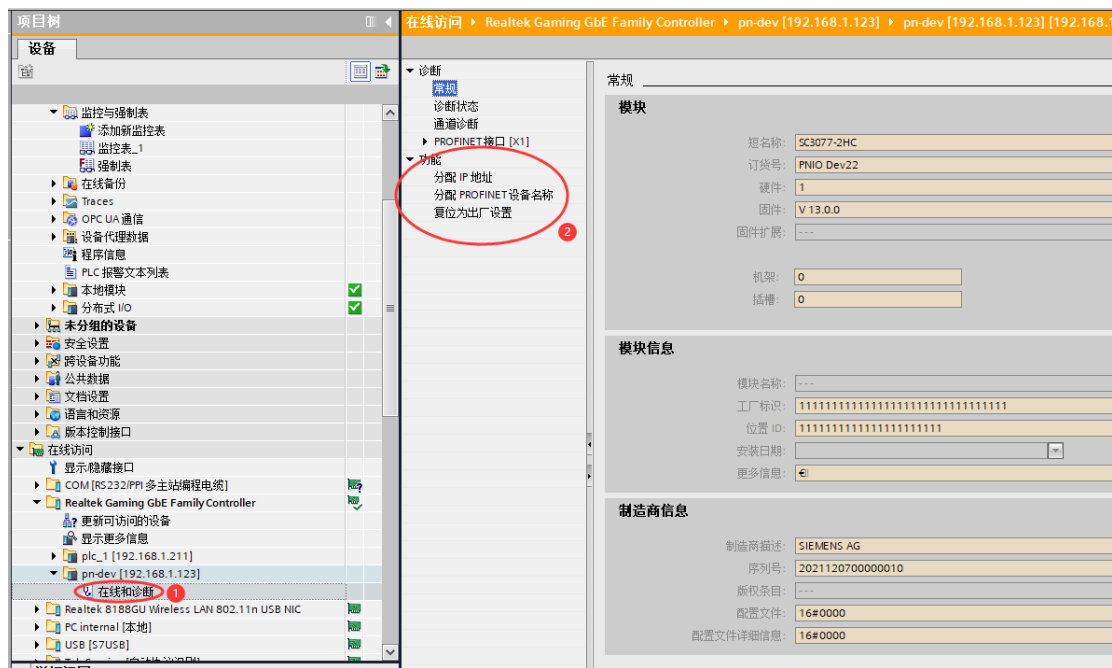 项目树
设备
监控与强制表
添加新监控表
监控表_1
强制表
在线备份
Traces
OPC UA 通信
设备代理数据
程序信息
PLC 报警文本列表
本地模块
分布式 I/O
未分组的设备
安全设置
跨设备功能
公共数据
文档设置
语言和资源
版本控制接口
在线访问
显示/隐藏接口
COM [RS232/PPI 多主站编程电缆]
Realtek Gaming GbE Family Controller
更新可访问的设备
显示更多信息
plc_1 [192.168.1.211]
pn-dev [192.168.1.123]
在线和诊断 1
Realtek 8188GU Wireless LAN 802.11n USB NIC
PC internal [本地]
USB [S7USB]
在线访问 Realtek Gaming GbE Family Controller pn-dev [192.168.1.123] pn-dev [192.168.1.123] [192.168.1
诊断
常规
诊断状态
通道诊断
PROFINET 接口 [X1]
功能
分配 IP 地址
分配 PROFINET 设备名称
复位为出厂设置
2
常规
模块
短名称: SC3077-2HC
订货号: PNIO Dev22
硬件: 1
固件: V 13.0.0
固件扩展: ---
机架: 0
插槽: 0
模块信息
模块名称: ---
工厂标识: 11111111111111111111111111111111
位置 ID: 1111111111111111111111
安装日期:
更多信息:
制造商信息
制造商描述: SIEMENS AG
序列号: 2021120700000010
版权条目: ---
配置文件: 16#0000
配置文件详细信息: 16#0000